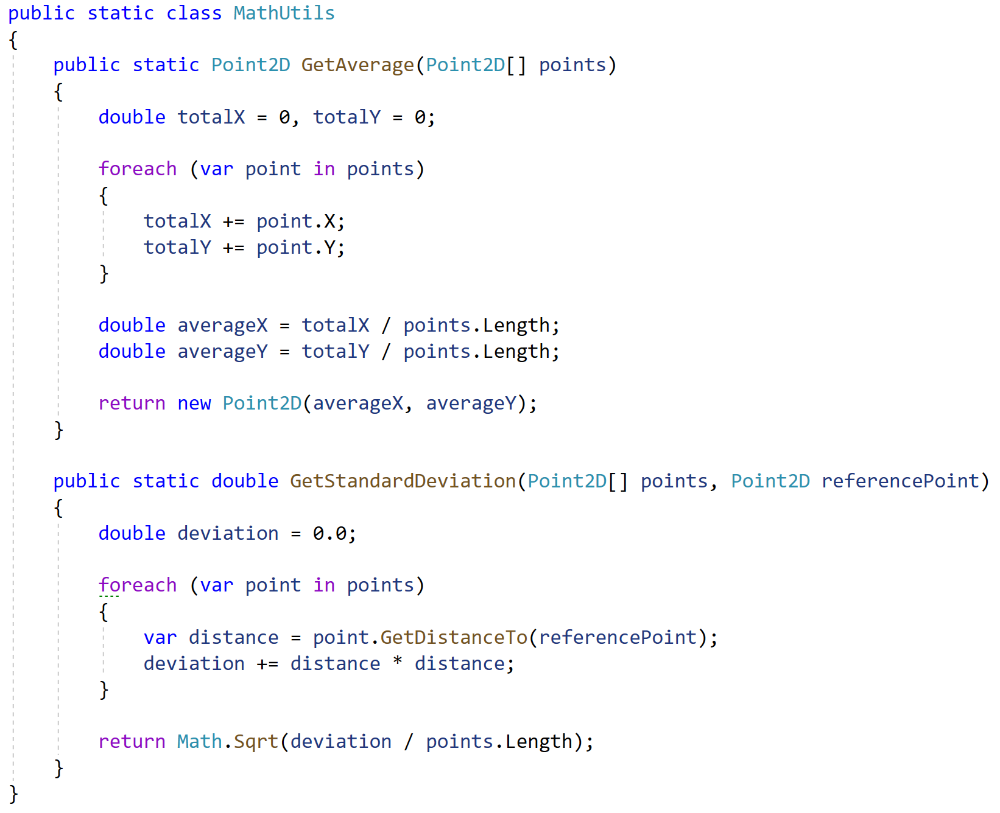 public static class MathUtils
{
    public static Point2D GetAverage(Point2D[] points)
    {
        double totalX = 0, totalY = 0;

        foreach (var point in points)
        {
            totalX += point.X;
            totalY += point.Y;
        }

        double averageX = totalX / points.Length;
        double averageY = totalY / points.Length;

        return new Point2D(averageX, averageY);
    }

    public static double GetStandardDeviation(Point2D[] points, Point2D referencePoint)
    {
        double deviation = 0.0;

        foreach (var point in points)
        {
            var distance = point.GetDistanceTo(referencePoint);
            deviation += distance * distance;
        }

        return Math.Sqrt(deviation / points.Length);
    }
}